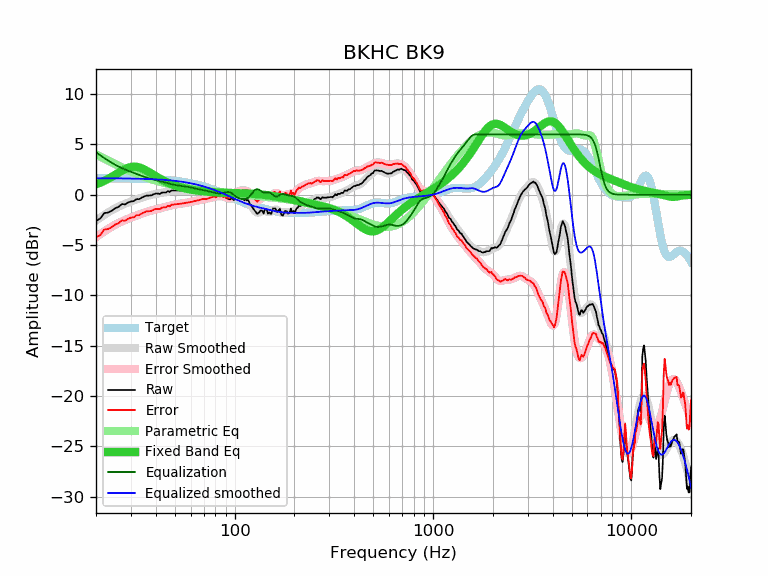 BKHC BK9
10
5
0
−5
−10
−15
−20
−25
−30
Amplitude (dBr)
Target
Raw Smoothed
Error Smoothed
Raw
Error
Parametric Eq
Fixed Band Eq
Equalization
Equalized smoothed
100 1000 10000
Frequency (Hz)